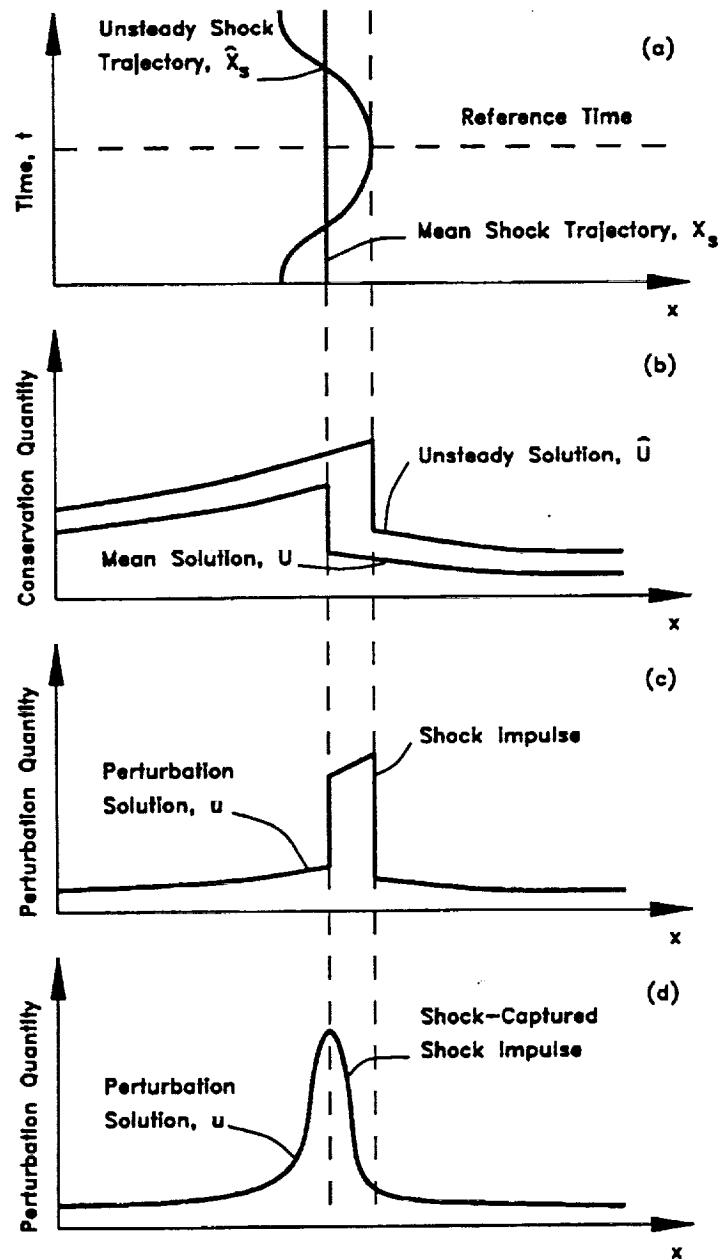 Unsteady Shock
Trajectory, X̂s
(a)
Reference Time
Time, t
Mean Shock Trajectory, Xs
x
(b)
Conservation Quantity
Unsteady Solution, Û
Mean Solution, U
x
(c)
Perturbation Quantity
Shock Impulse
Perturbation
Solution, u
x
(d)
Perturbation Quantity
Shock-Captured
Shock Impulse
Perturbation
Solution, u
x